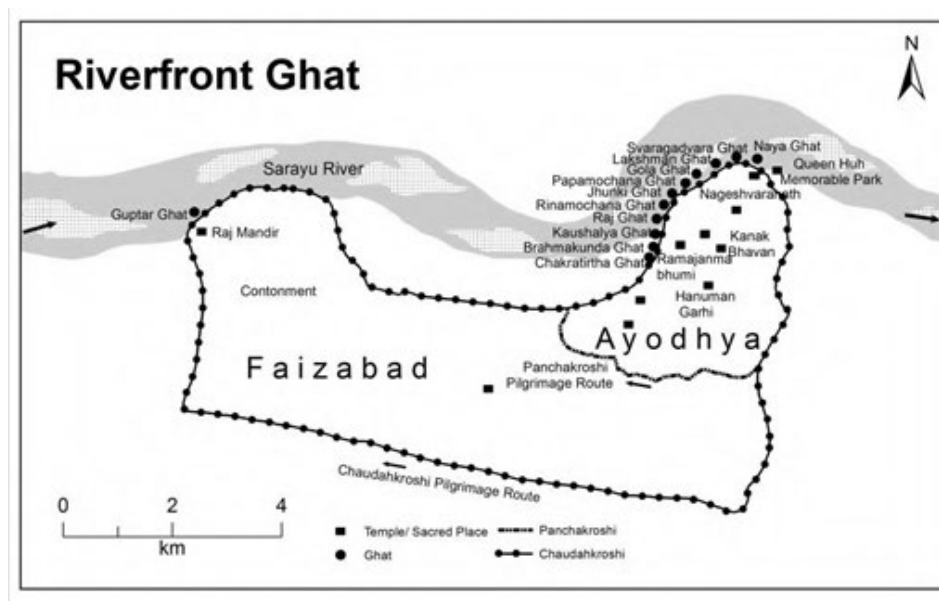 Riverfront Ghat
N
Sarayu River
Svaragadvara Ghat
Naya Ghat
Lakshman Ghat
Queen Huh
Gola Ghat
Memorable Park
Papamochana Ghat
Nageshvaranath
Jhunki Ghat
Rinamochana Ghat
Guptar Ghat
Raj Ghat
Raj Mandir
Kaushalya Ghat
Kanak
Bhavan
Brahmakunda Ghat
Ramajanma
bhumi
Chakratirtha Ghat
Contonment
Hanuman
Garhi
Ayodhya
Faizabad
Panchakroshi
Pilgrimage Route
Chaudahkroshi Pilgrimage Route
0 2 4
km
Temple/ Sacred Place
Panchakroshi
Ghat
Chaudahkroshi